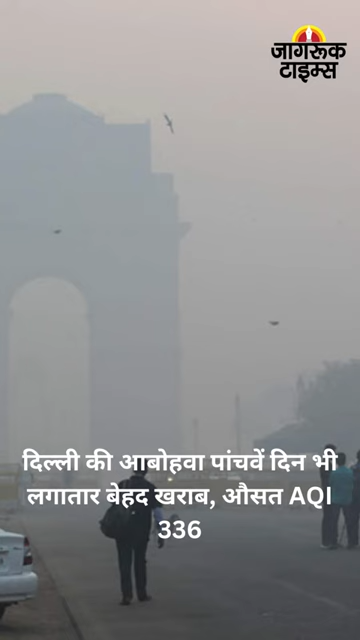 जागरूक
टाइम्स
दिल्ली की आबोहवा पांचवें दिन भी
लगातार बेहद खराब, औसत AQI
336